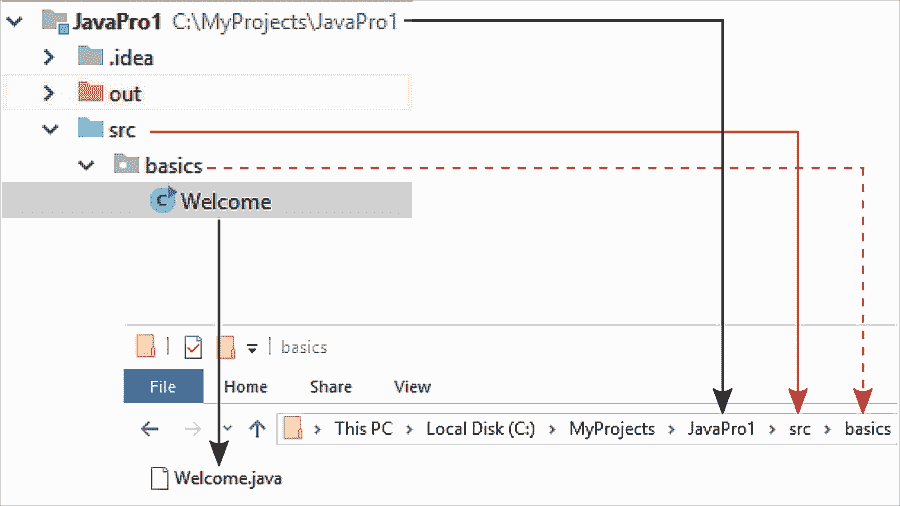 JavaPro1 C:\MyProjects\JavaPro1
.idea
out
src
basics
C Welcome
basics
File Home Share View
This PC > Local Disk (C:) > MyProjects > JavaPro1 > src > basics
Welcome.java